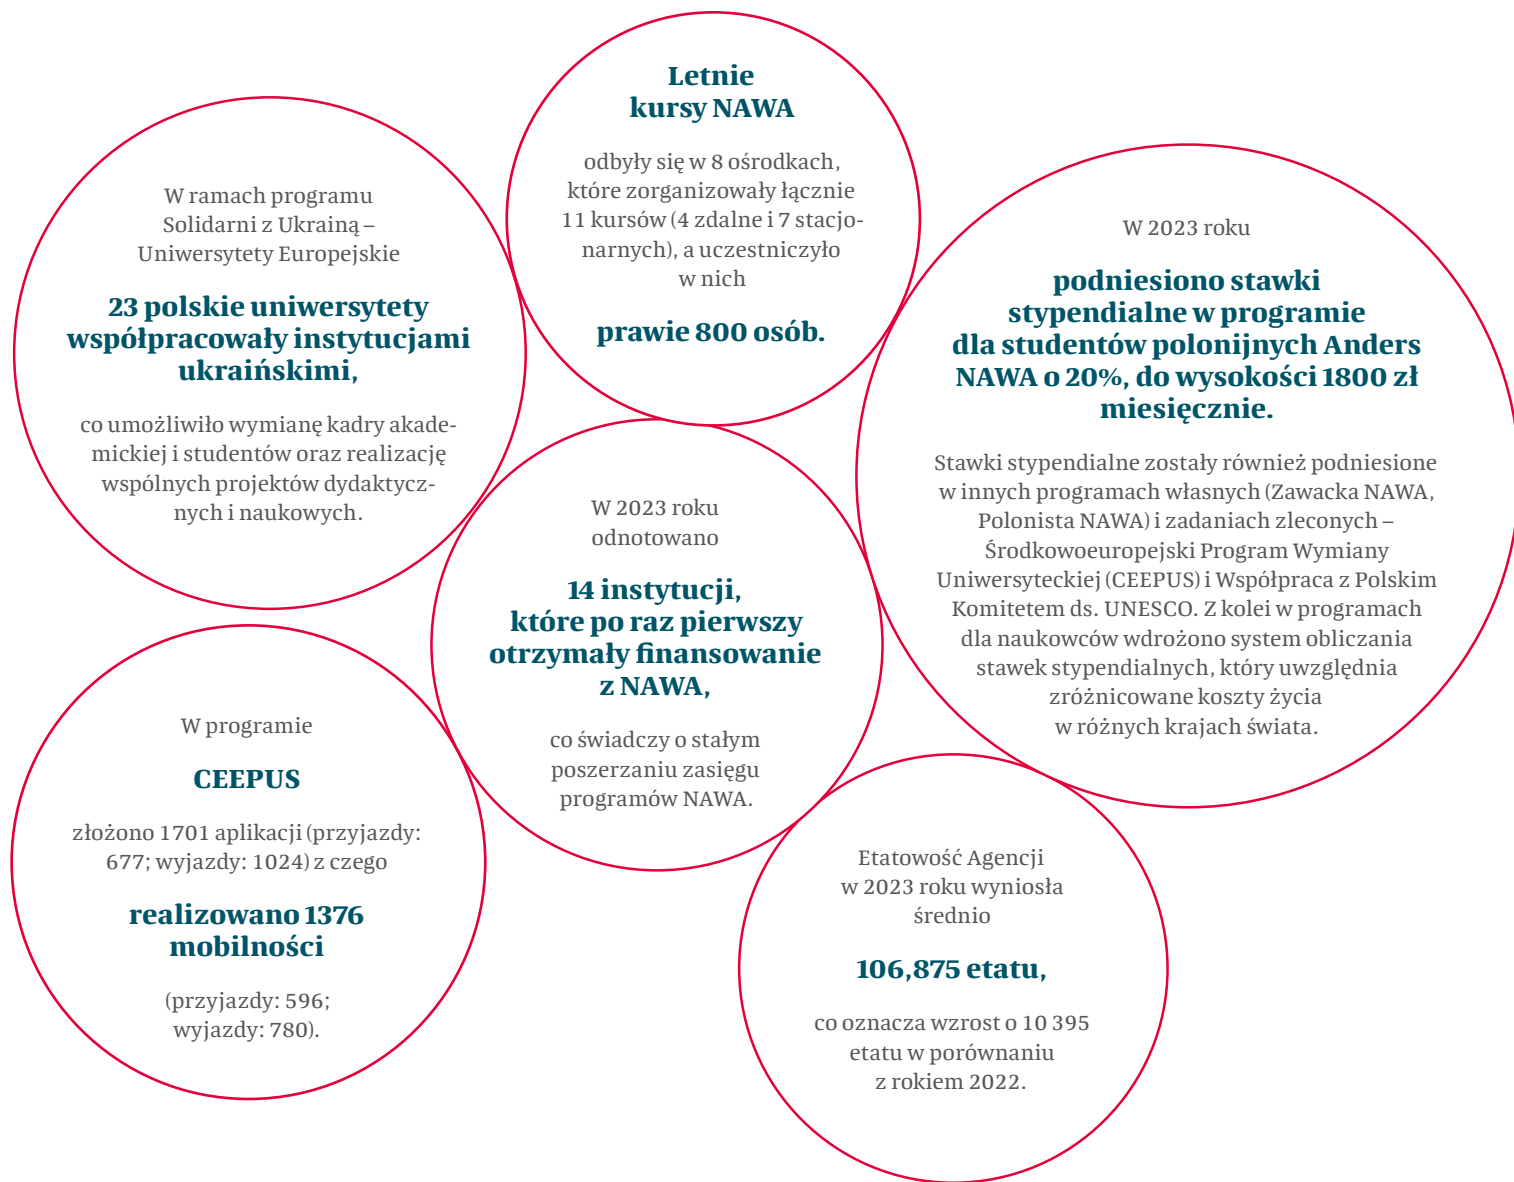 Letnie
kursy NAWA
odbyły się w 8 ośrodkach,
które zorganizowały łącznie
11 kursów (4 zdalne i 7 stacjo-
narnych), a uczestniczyło
w nich
prawie 800 osób.
W ramach programu
Solidarni z Ukrainą –
Uniwersytety Europejskie
23 polskie uniwersytety
współpracowały instytucjami
ukraińskimi,
co umożliwiło wymianę kadry akade-
mickiej i studentów oraz realizację
wspólnych projektów dydaktycz-
nych i naukowych.
W 2023 roku
podniesiono stawki
stypendialne w programie
dla studentów polonijnych Anders
NAWA o 20%, do wysokości 1800 zł
miesięcznie.
Stawki stypendialne zostały również podniesione
w innych programach własnych (Zawacka NAWA,
Polonista NAWA) i zadaniach zleconych –
Środkowoeuropejski Program Wymiany
Uniwersyteckiej (CEEPUS) i Współpraca z Polskim
Komitetem ds. UNESCO. Z kolei w programach
dla naukowców wdrożono system obliczania
stawek stypendialnych, który uwzględnia
zróżnicowane koszty życia
w różnych krajach świata.
W 2023 roku
odnotowano
14 instytucji,
które po raz pierwszy
otrzymały finansowanie
z NAWA,
co świadczy o stałym
poszerzaniu zasięgu
programów NAWA.
W programie
CEEPUS
złożono 1701 aplikacji (przyjazdy:
677; wyjazdy: 1024) z czego
realizowano 1376
mobilności
(przyjazdy: 596;
wyjazdy: 780).
Etatowość Agencji
w 2023 roku wyniosła
średnio
106,875 etatu,
co oznacza wzrost o 10 395
etatu w porównaniu
z rokiem 2022.